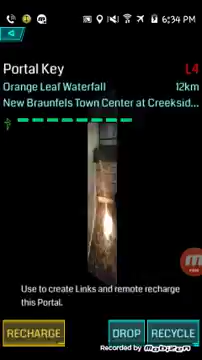 6:34 PM
Portal Key L4
Orange Leaf Waterfall 12km
New Braunfels Town Center at Creeksid...
Use to create Links and remote recharge
this Portal.
RECHARGE DROP RECYCLE
Recorded by Mobizen